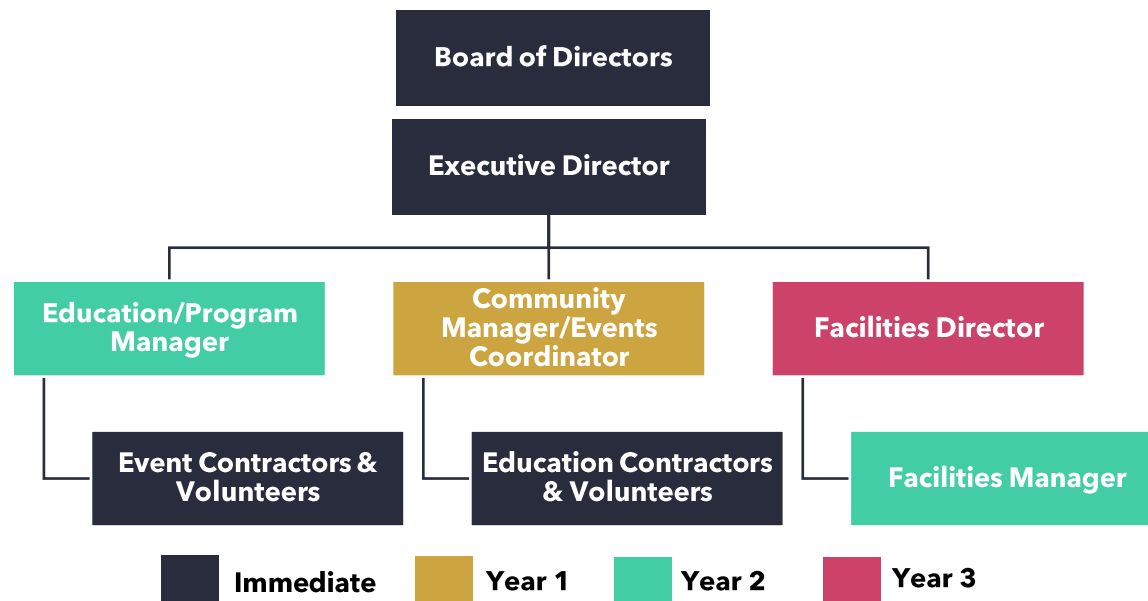 Board of Directors
Executive Director
Education/Program
Manager
Community
Manager/Events
Coordinator
Facilities Director
Event Contractors &
Volunteers
Education Contractors
& Volunteers
Facilities Manager
Immediate
Year 1
Year 2
Year 3